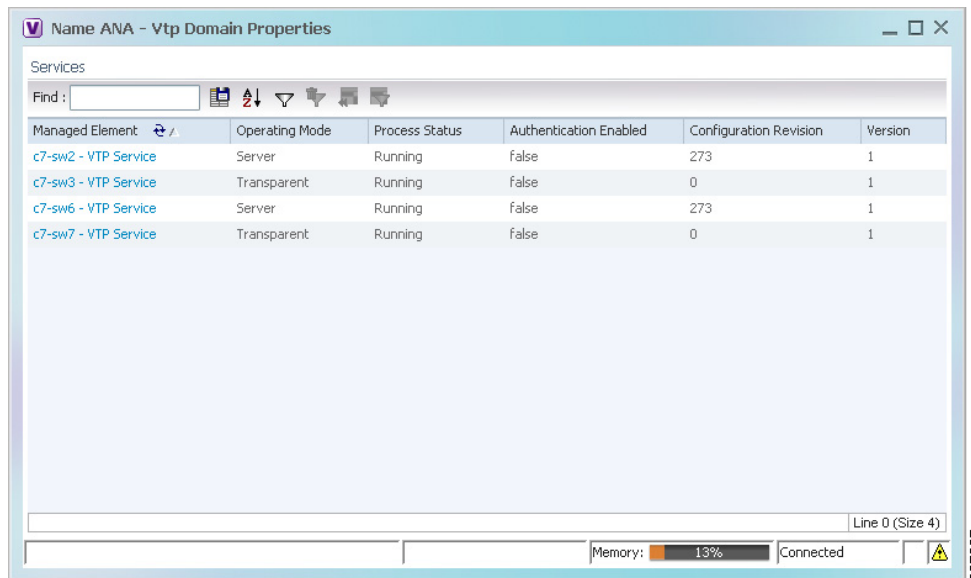 V Name ANA - Vtp Domain Properties
Services
Find :
Managed Element Operating Mode Process Status Authentication Enabled Configuration Revision Version
c7-sw2 - VTP Service Server Running false 273 1
c7-sw3 - VTP Service Transparent Running false 0 1
c7-sw6 - VTP Service Server Running false 273 1
c7-sw7 - VTP Service Transparent Running false 0 1
Line 0 (Size 4)
Memory: 13% Connected